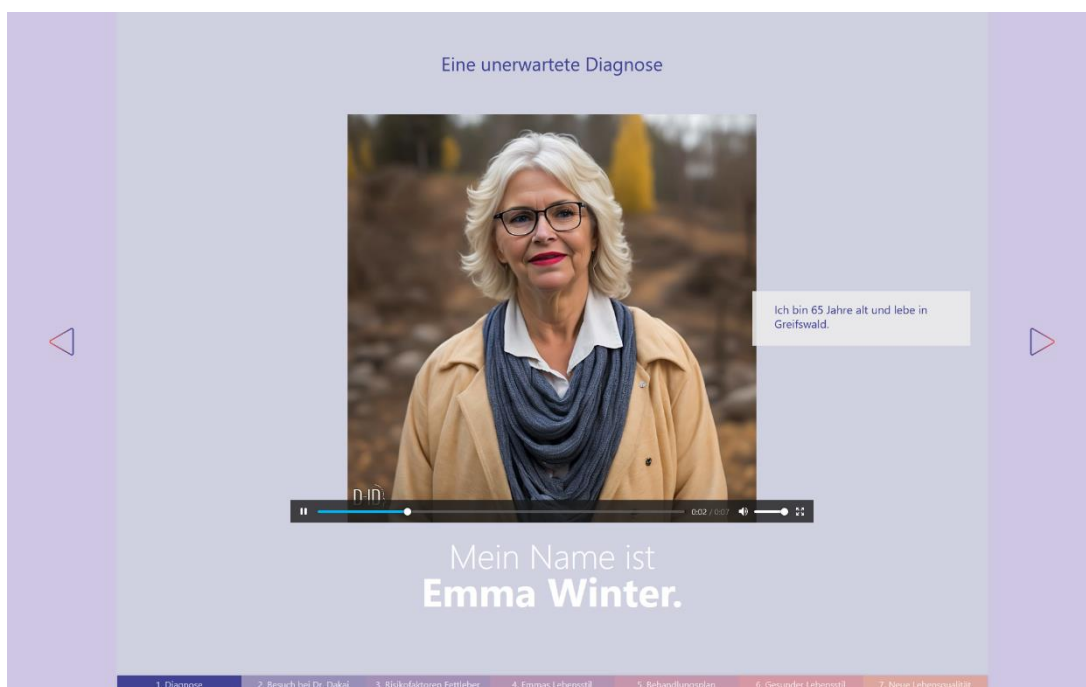 Eine unerwartete Diagnose
Ich bin 65 Jahre alt und lebe in
Greifswald.
D-ID
0:02 / 0:07
Mein Name ist
Emma Winter.
1. Diagnose
2. Besuch bei Dr. Dakai
3. Risikofaktoren Fettleber
4. Emmas Lebensstil
5. Behandlungsplan
6. Gesunder Lebensstil
7. Neue Lebensqualität